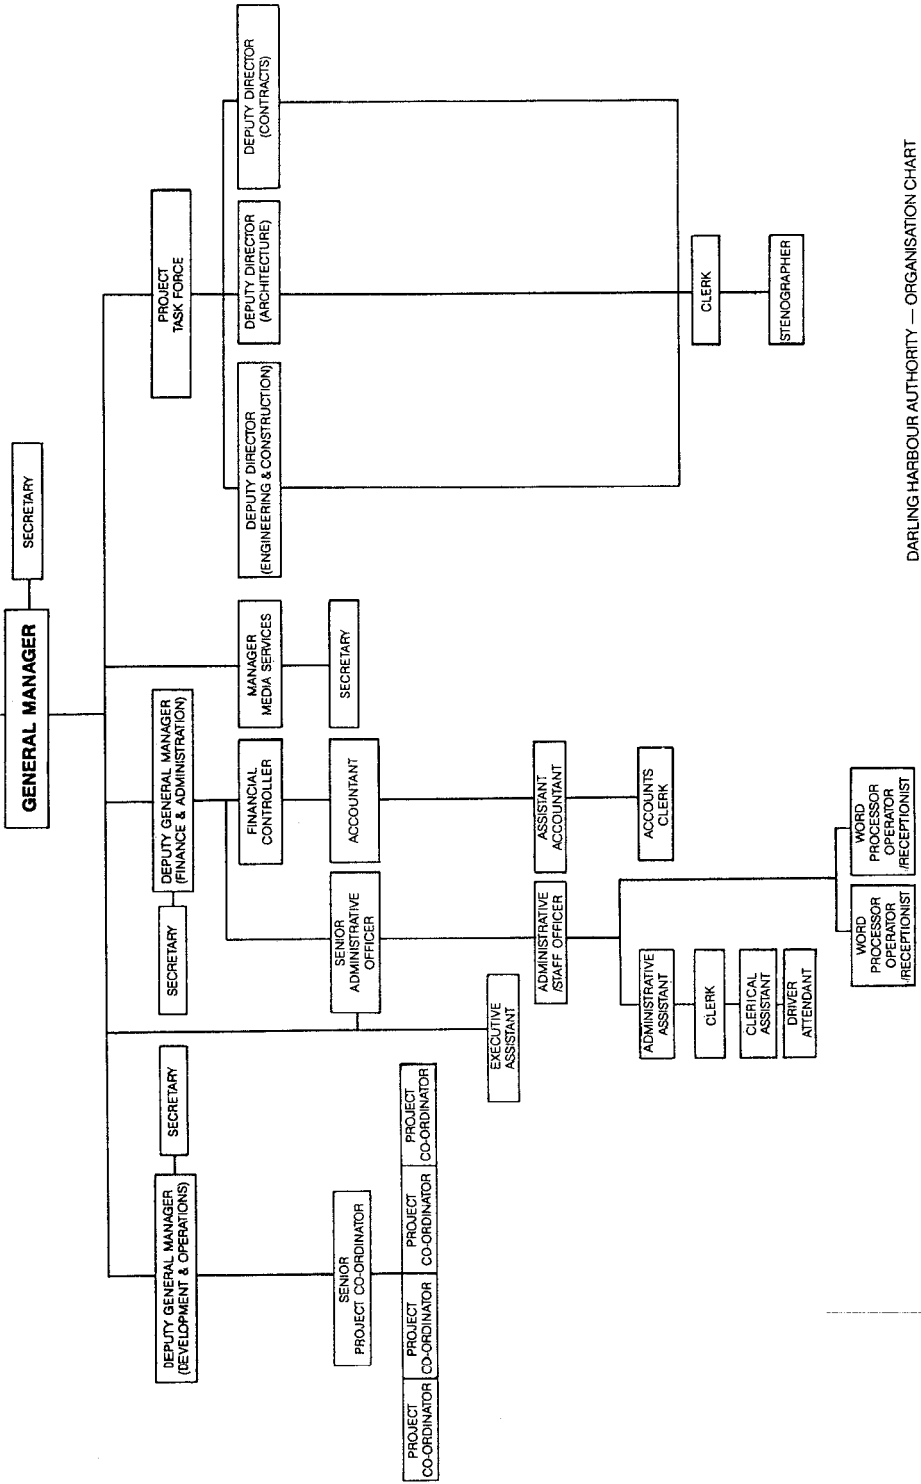 GENERAL MANAGER
SECRETARY
DEPUTY GENERAL MANAGER
(DEVELOPMENT & OPERATIONS)
SECRETARY
SECRETARY
DEPUTY GENERAL MANAGER
(FINANCE & ADMINISTRATION)
PROJECT
TASK FORCE
FINANCIAL
CONTROLLER
MANAGER
MEDIA SERVICES
DEPUTY DIRECTOR
(ENGINEERING & CONSTRUCTION)
DEPUTY DIRECTOR
(ARCHITECTURE)
DEPUTY DIRECTOR
(CONTRACTS)
SENIOR
PROJECT CO-ORDINATOR
SENIOR
ADMINISTRATIVE
OFFICER
ACCOUNTANT
SECRETARY
PROJECT
CO-ORDINATOR
PROJECT
CO-ORDINATOR
PROJECT
CO-ORDINATOR
PROJECT
CO-ORDINATOR
EXECUTIVE
ASSISTANT
ADMINISTRATIVE
/STAFF OFFICER
ASSISTANT
ACCOUNTANT
ADMINISTRATIVE
ASSISTANT
ACCOUNTS
CLERK
CLERK
CLERK
CLERICAL
ASSISTANT
STENOGRAPHER
DRIVER
ATTENDANT
WORD
PROCESSOR
OPERATOR
/RECEPTIONIST
WORD
PROCESSOR
OPERATOR
/RECEPTIONIST
DARLING HARBOUR AUTHORITY — ORGANISATION CHART